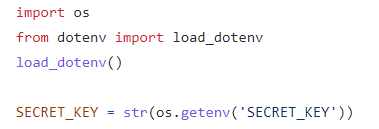 import os
from dotenv import load_dotenv
load_dotenv()
SECRET_KEY = str(os.getenv('SECRET_KEY'))